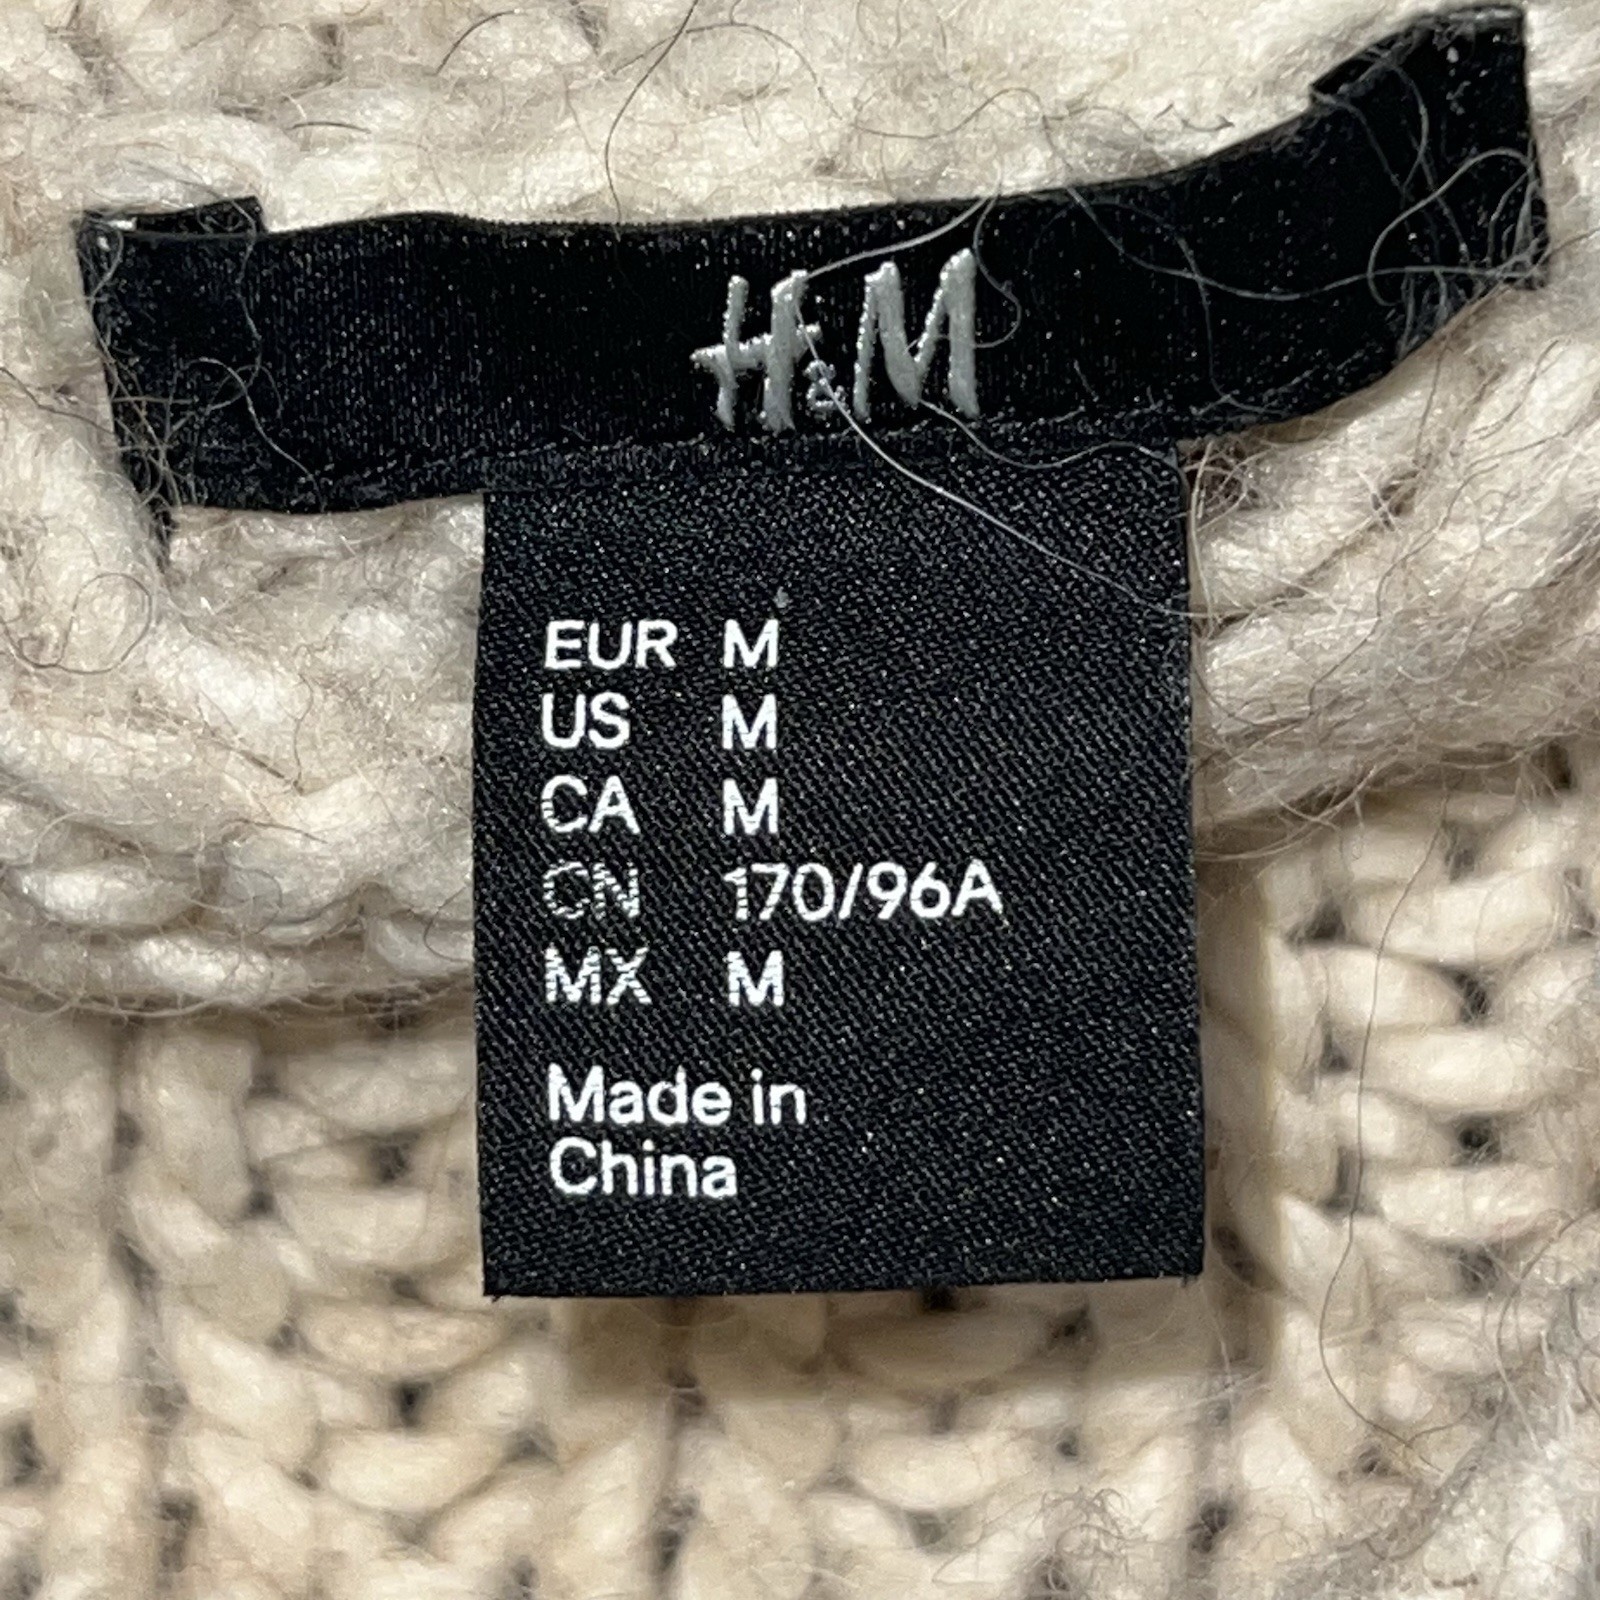 H&M
EUR M
US M
CA M
CN 170/96A
MX M
Made in
China